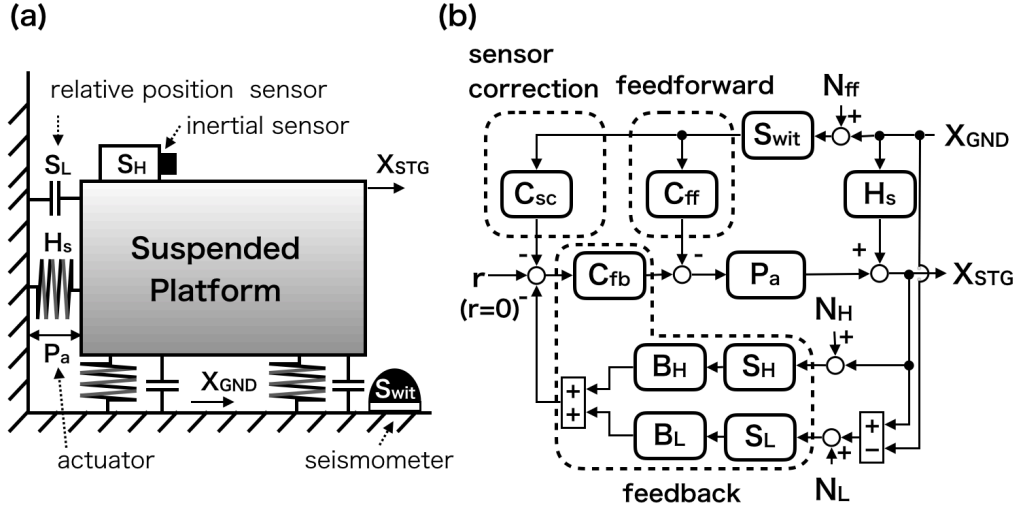 (a)
relative position sensor
inertial sensor
SL
SH
XSTG
Hs
Suspended
Platform
Pa
XGND
Swit
actuator
seismometer
(b)
sensor
correction
feedforward
Nff
+
+
Swit
XGND
Csc
Cff
Hs
-
-
+
r
Cfb
Pa
+
XSTG
(r=0)
-
NH
+
+
BH
SH
+
+
BL
SL
+
+
+
−
NL
feedback